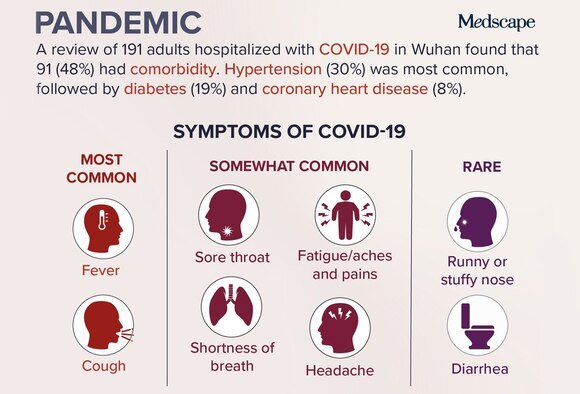 PANDEMIC
Medscape
A review of 191 adults hospitalized with COVID-19 in Wuhan found that
91 (48%) had comorbidity. Hypertension (30%) was most common,
followed by diabetes (19%) and coronary heart disease (8%).
SYMPTOMS OF COVID-19
MOST
COMMON
Fever
Cough
SOMEWHAT COMMON
Sore throat
Fatigue/aches
and pains
Shortness of
breath
Headache
RARE
Runny or
stuffy nose
Diarrhea